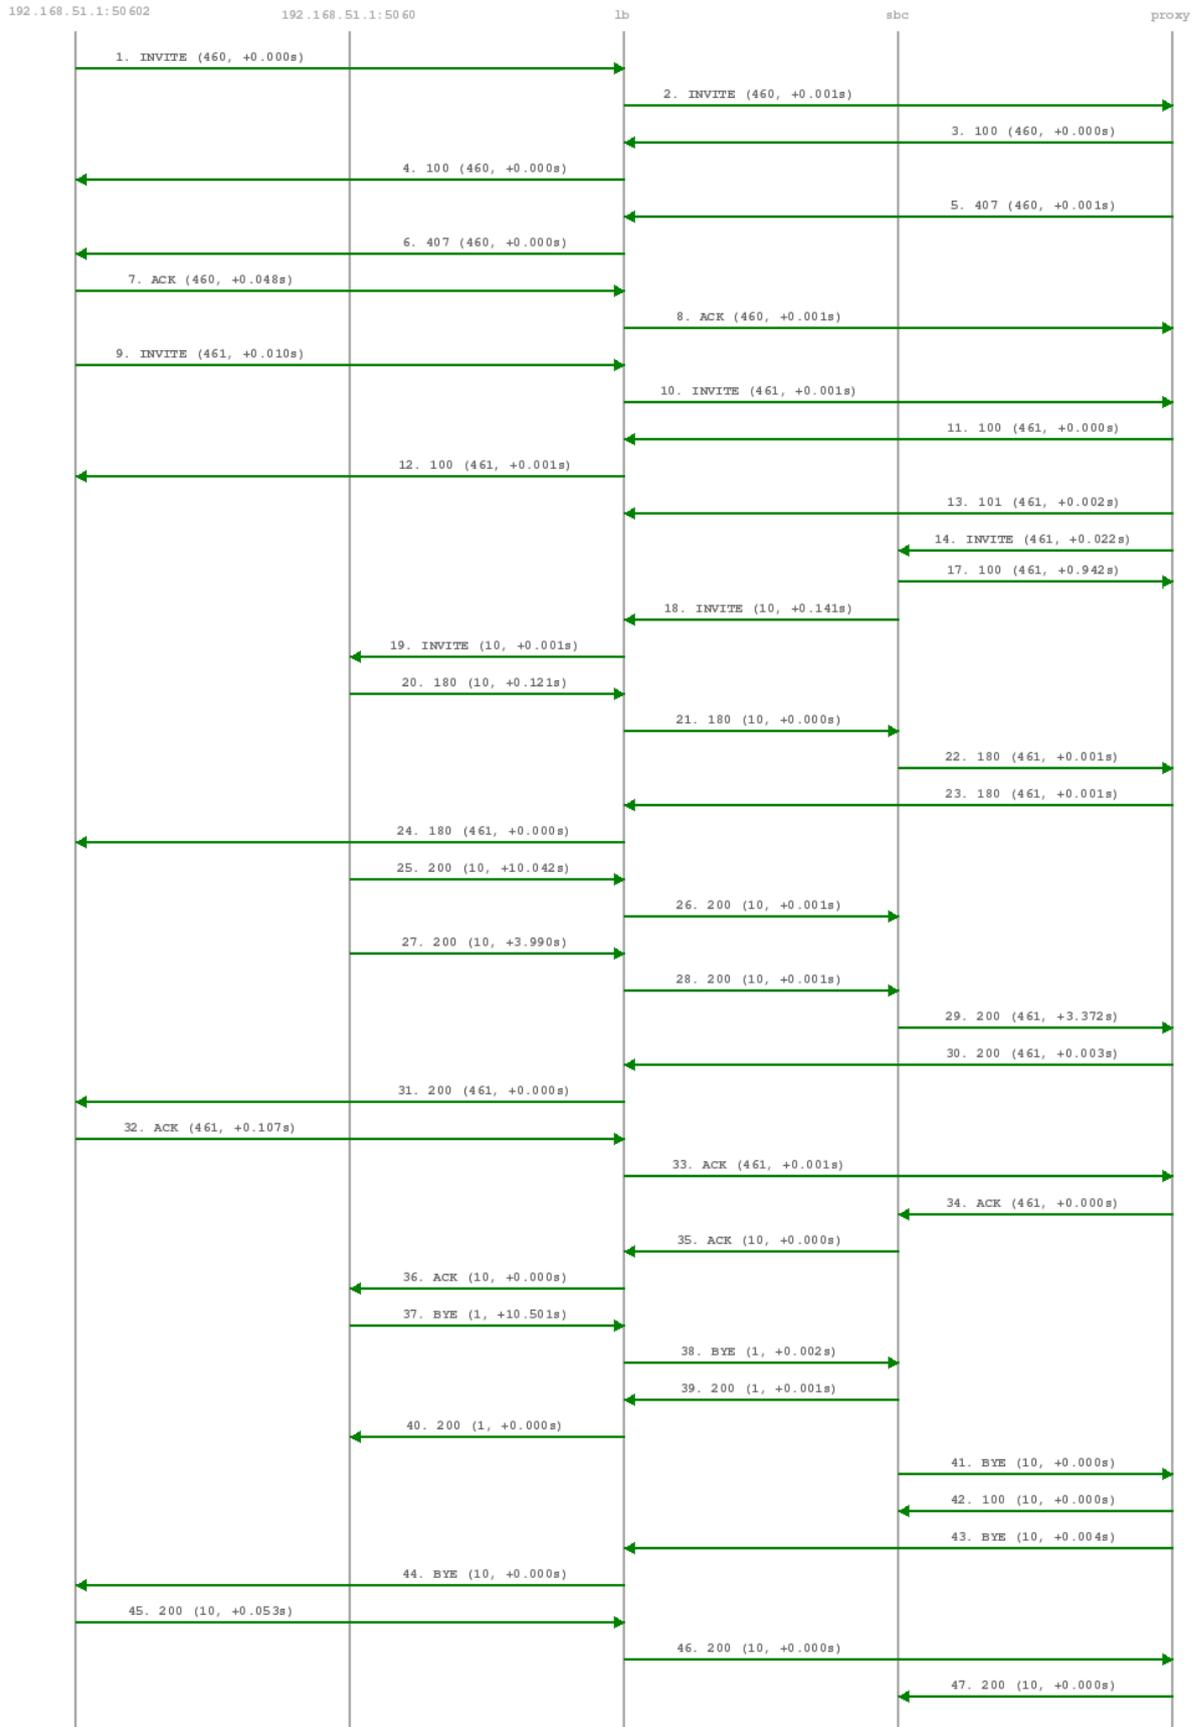 192.168.51.1:50602
192.168.51.1:5060
lb
sbc
proxy
1. INVITE (460, +0.000s)
2. INVITE (460, +0.001s)
3. 100 (460, +0.000s)
4. 100 (460, +0.000s)
5. 407 (460, +0.001s)
6. 407 (460, +0.000s)
7. ACK (460, +0.048s)
8. ACK (460, +0.001s)
9. INVITE (461, +0.010s)
10. INVITE (461, +0.001s)
11. 100 (461, +0.000s)
12. 100 (461, +0.001s)
13. 101 (461, +0.002s)
14. INVITE (461, +0.022s)
17. 100 (461, +0.942s)
18. INVITE (10, +0.141s)
19. INVITE (10, +0.001s)
20. 180 (10, +0.121s)
21. 180 (10, +0.000s)
22. 180 (461, +0.001s)
23. 180 (461, +0.001s)
24. 180 (461, +0.000s)
25. 200 (10, +10.042s)
26. 200 (10, +0.001s)
27. 200 (10, +3.990s)
28. 200 (10, +0.001s)
29. 200 (461, +3.372s)
30. 200 (461, +0.003s)
31. 200 (461, +0.000s)
32. ACK (461, +0.107s)
33. ACK (461, +0.001s)
34. ACK (461, +0.000s)
35. ACK (10, +0.000s)
36. ACK (10, +0.000s)
37. BYE (1, +10.501s)
38. BYE (1, +0.002s)
39. 200 (1, +0.001s)
40. 200 (1, +0.000s)
41. BYE (10, +0.000s)
42. 100 (10, +0.000s)
43. BYE (10, +0.004s)
44. BYE (10, +0.000s)
45. 200 (10, +0.053s)
46. 200 (10, +0.000s)
47. 200 (10, +0.000s)